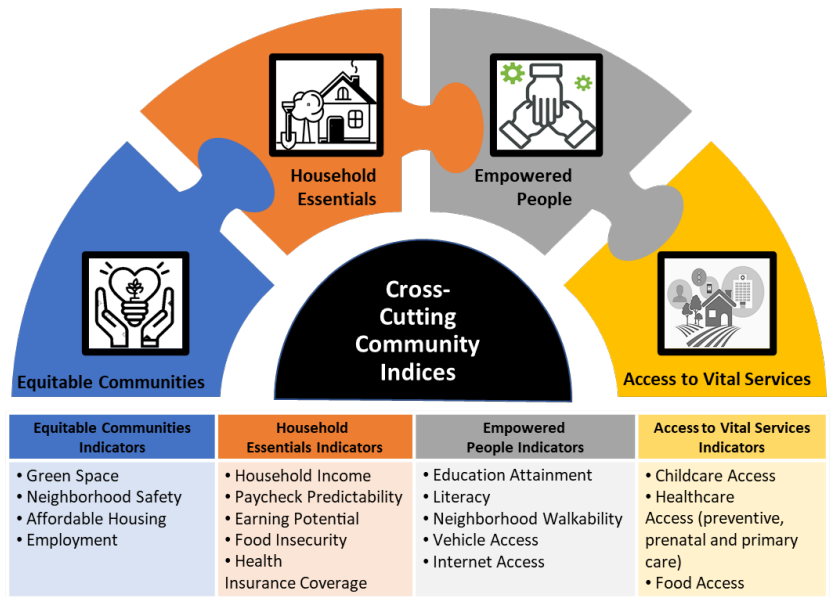 Household
Essentials
Empowered
People
Equitable Communities
Cross-
Cutting
Community
Indices
Access to Vital Services
Equitable Communities
Indicators
• Green Space
• Neighborhood Safety
• Affordable Housing
• Employment
Household
Essentials Indicators
• Household Income
• Paycheck Predictability
• Earning Potential
• Food Insecurity
• Health
Insurance Coverage
Empowered
People Indicators
• Education Attainment
• Literacy
• Neighborhood Walkability
• Vehicle Access
• Internet Access
Access to Vital Services
Indicators
• Childcare Access
• Healthcare
Access (preventive,
prenatal and primary
care)
• Food Access